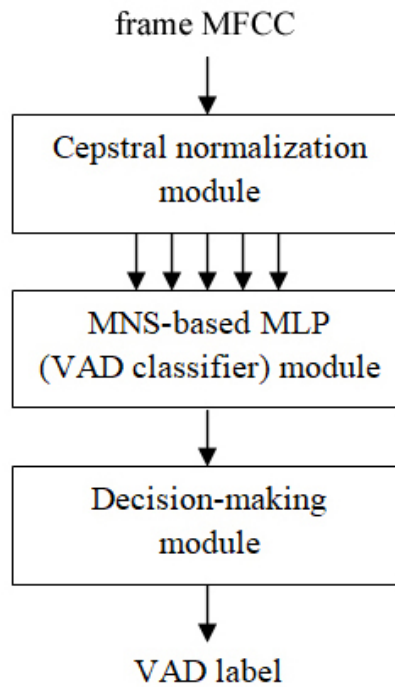 frame MFCC
Cepstral normalization
module
MNS-based MLP
(VAD classifier) module
Decision-making
module
VAD label